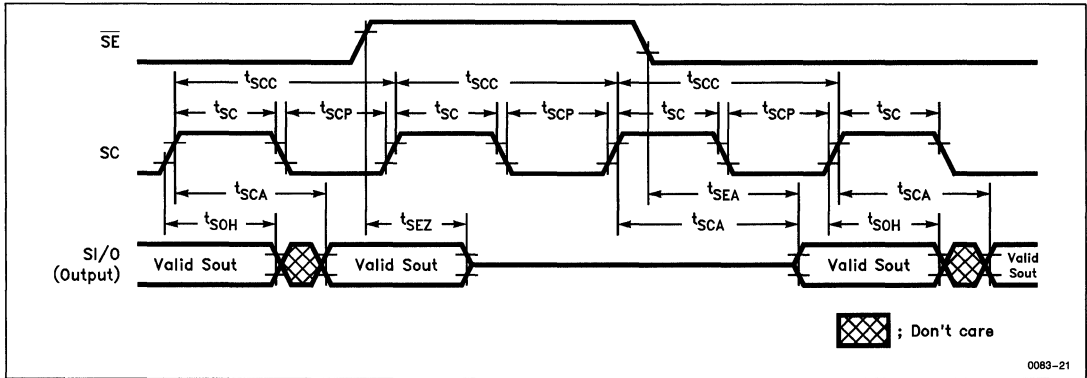 SE
tSCC tSCC tSCC
tSC tSCP tSC tSCP tSC tSCP tSC
SC
tSCA tSEA tSCA
tSOH tSEZ tSCA tSOH
SI/O
(Output)
Valid Sout Valid Sout Valid Sout Valid
Sout
; Don't care
0083-21